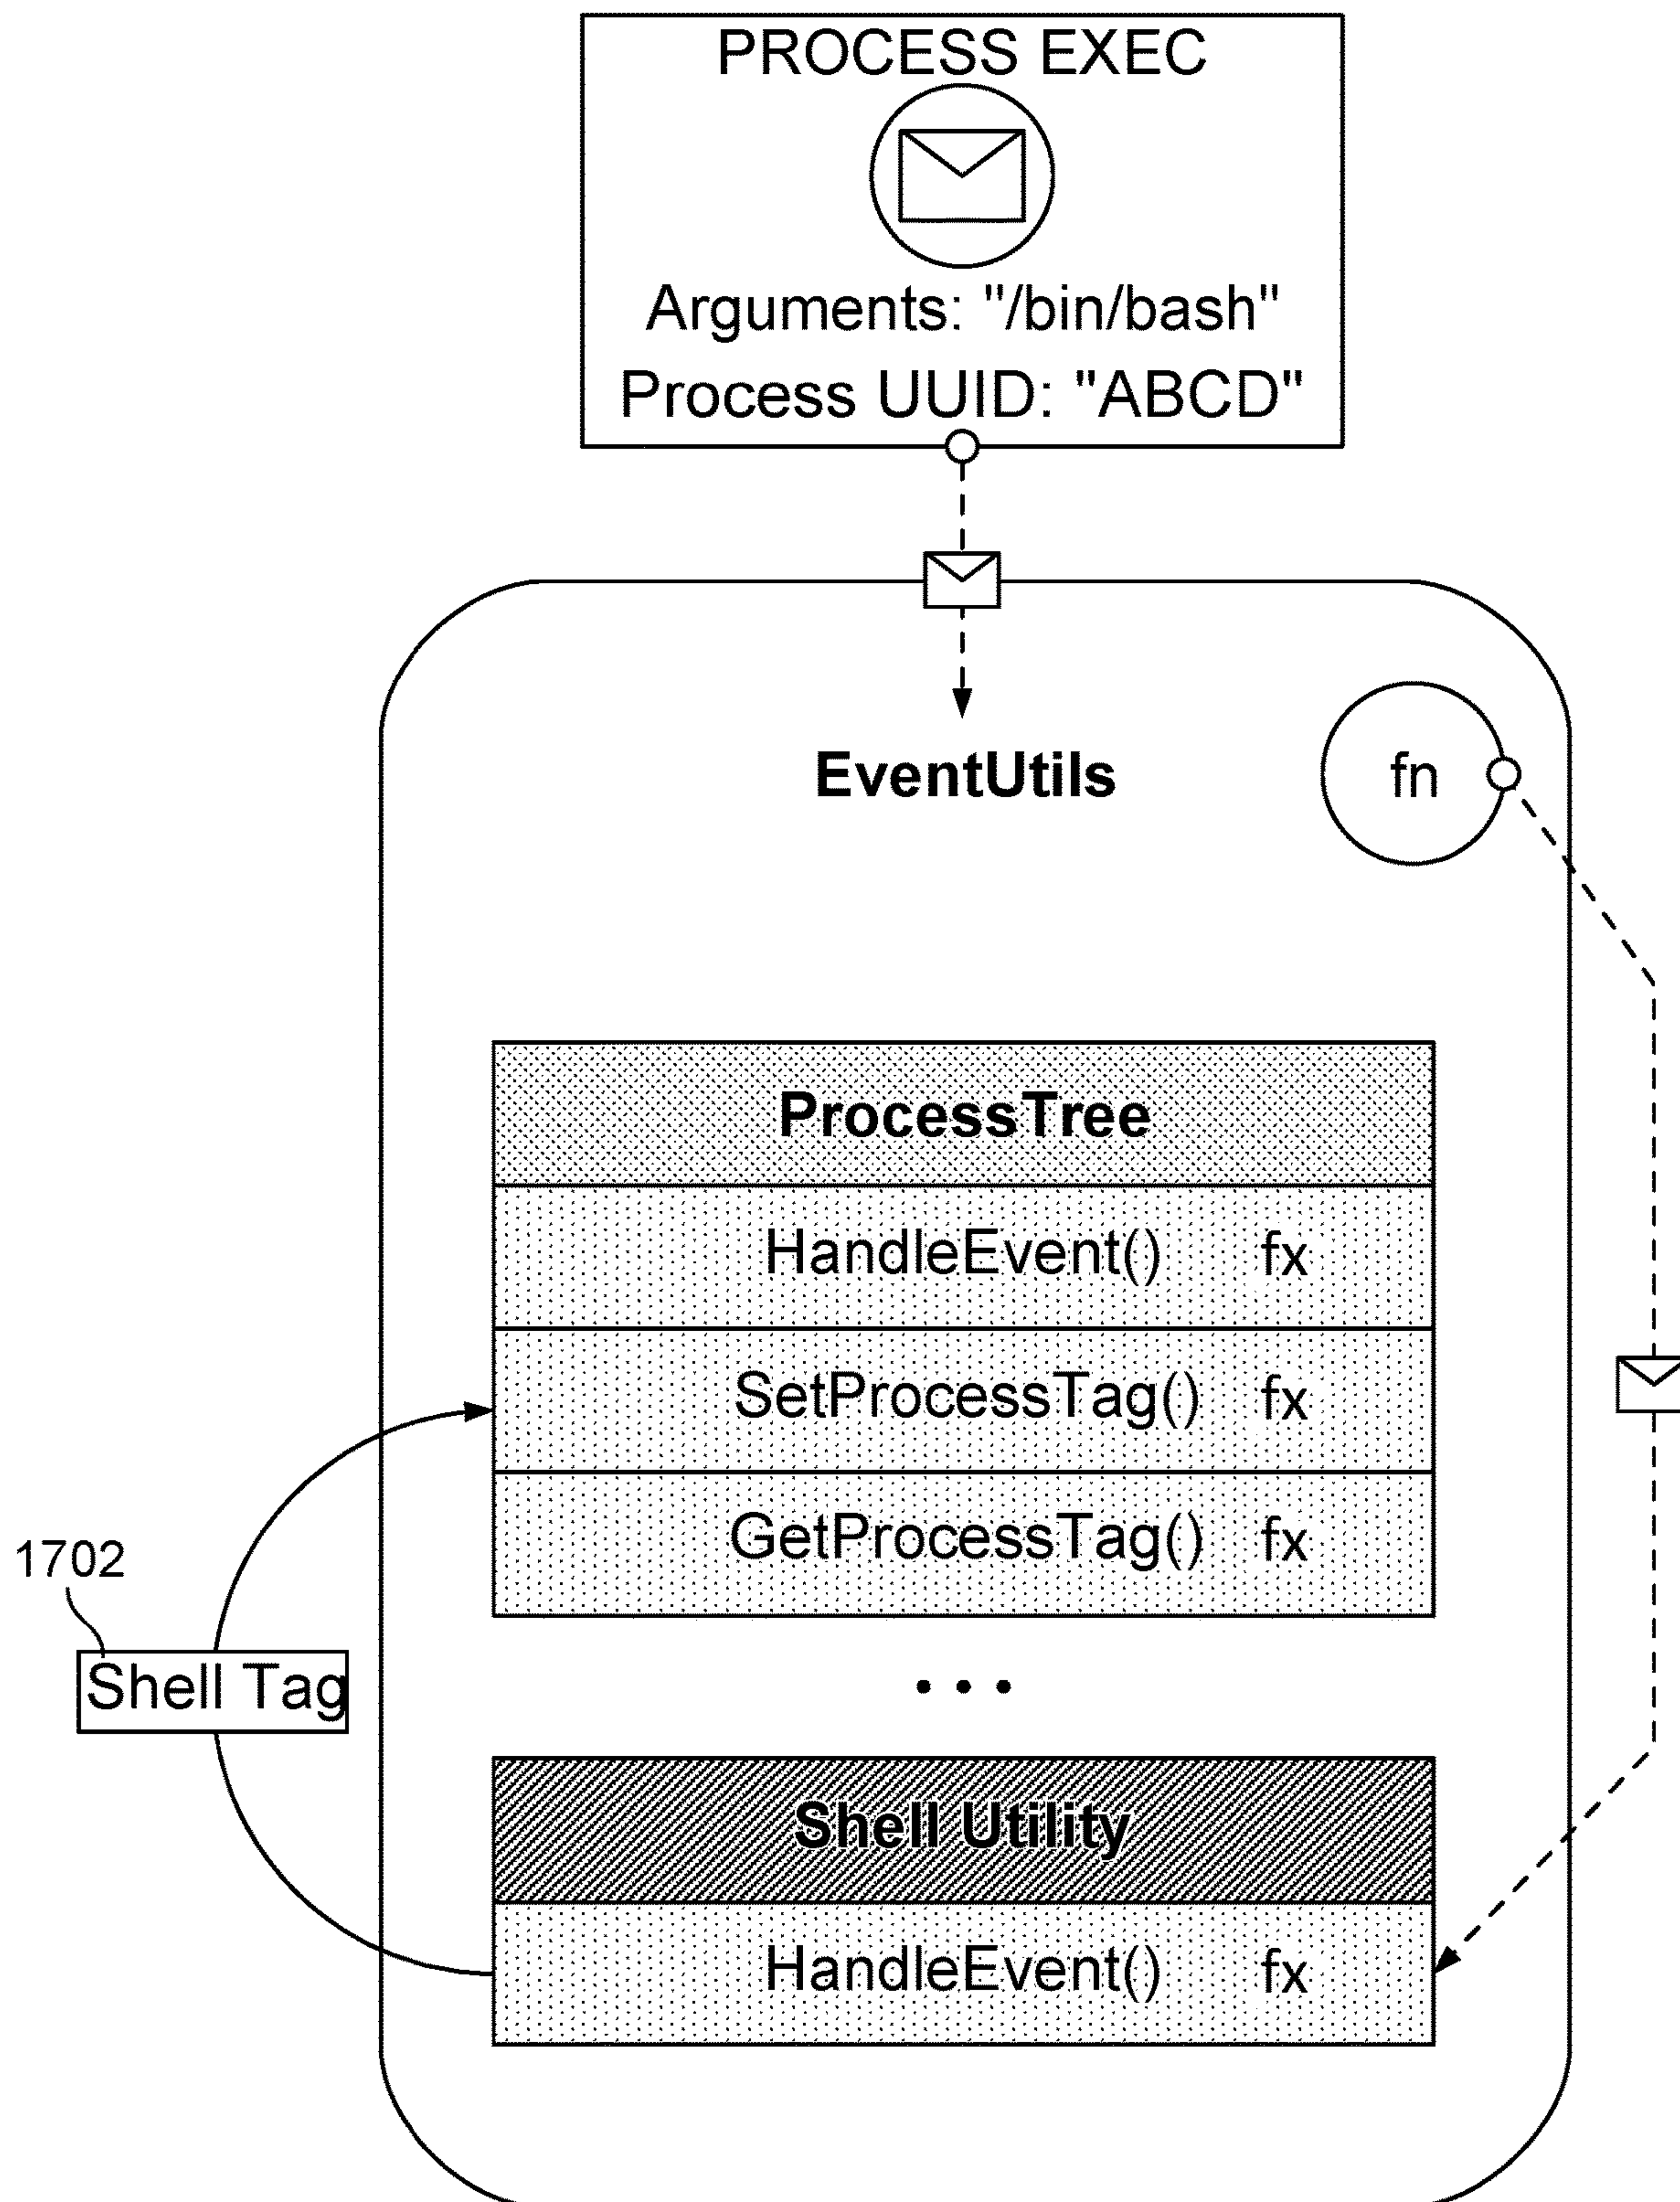 PROCESS EXEC
Arguments: "/bin/bash"
Process UUID: "ABCD"
EventUtils
fn
ProcessTree
HandleEvent() fx
SetProcessTag() fx
GetProcessTag() fx
1702
Shell Tag
...
Shell Utility
HandleEvent() fx